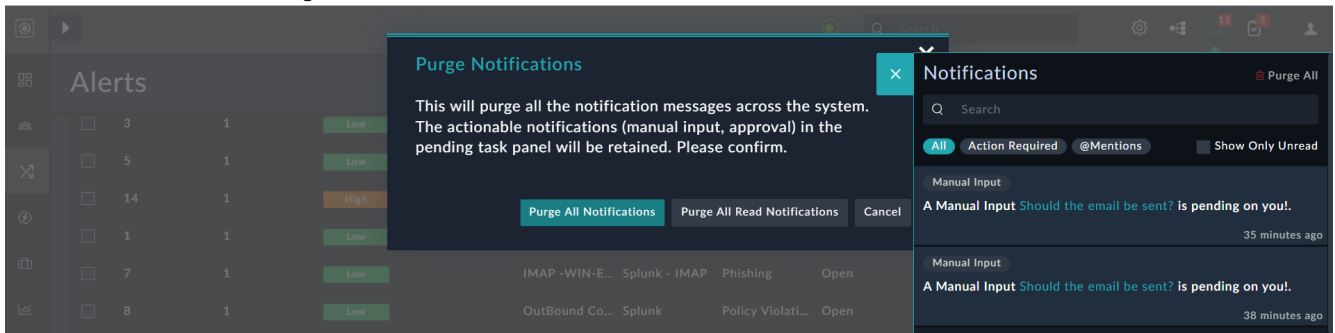 15
5
Search
Alerts
Purge Notifications
This will purge all the notification messages across the system.
The actionable notifications (manual input, approval) in the
pending task panel will be retained. Please confirm.
Purge All Notifications Purge All Read Notifications Cancel
3 1 Low
5 1 Low
14 1 High
1 1 Low
7 1 Low IMAP -WIN-E... Splunk - IMAP Phishing Open
8 1 Low OutBound Co... Splunk Policy Violati... Open
Notifications Purge All
Search
All Action Required @Mentions Show Only Unread
Manual Input
A Manual Input Should the email be sent? is pending on you!.
35 minutes ago
Manual Input
A Manual Input Should the email be sent? is pending on you!.
38 minutes ago